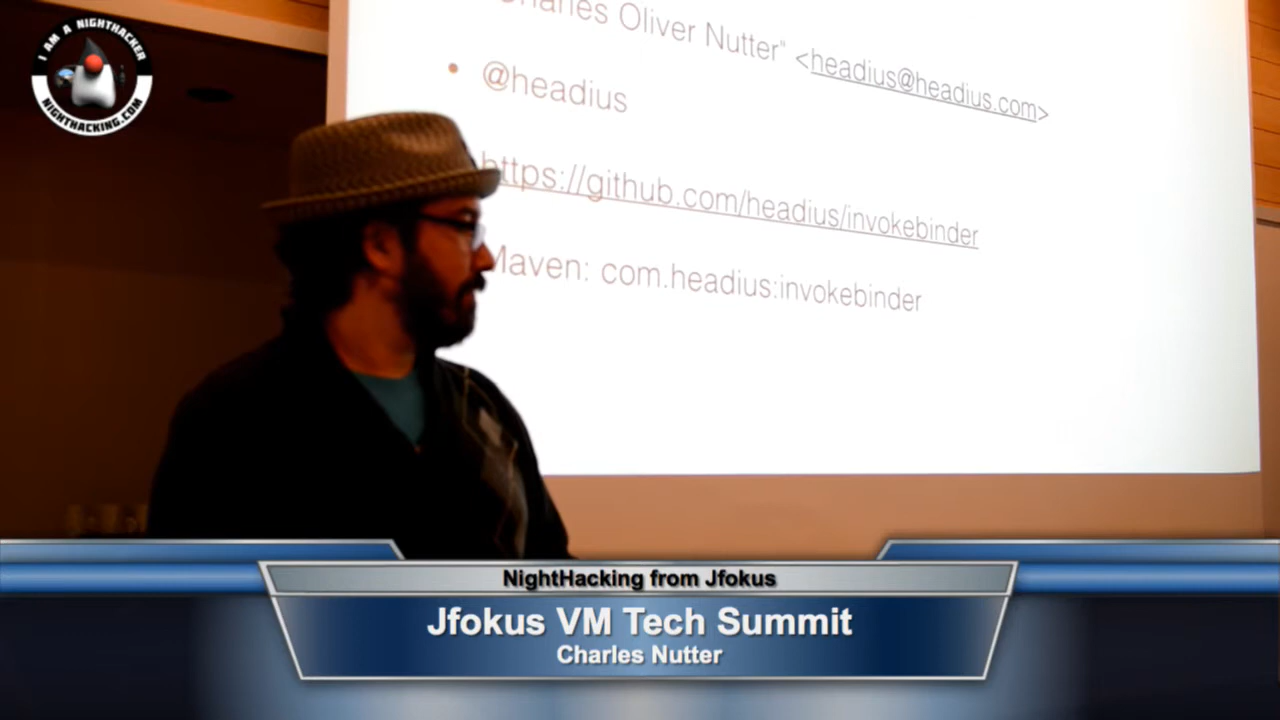 I AM A NIGHTHACKER
NIGHTHACKING.COM
Charles Oliver Nutter" <headius@headius.com>
• @headius
https://github.com/headius/invokebinder
Maven: com.headius:invokebinder
NightHacking from Jfokus
Jfokus VM Tech Summit
Charles Nutter